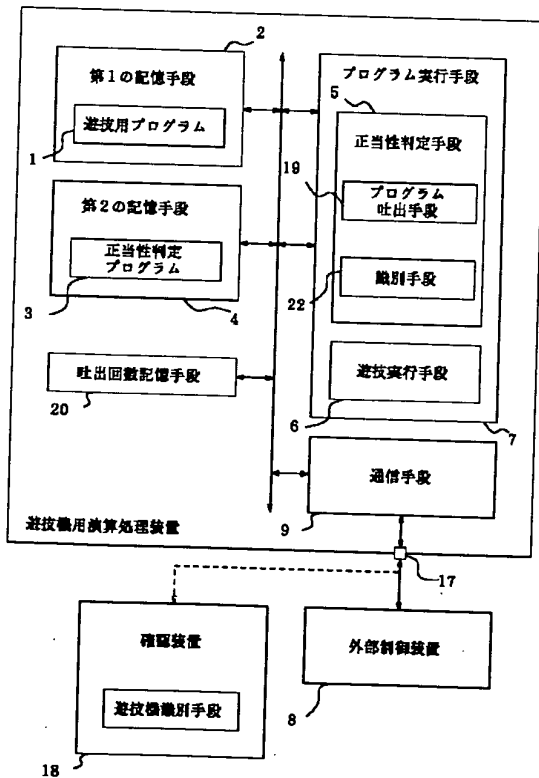 2
第1の記憶手段
遊技用プログラム
1
第2の記憶手段
正当性判定
プログラム
3
4
吐出回数記憶手段
20
プログラム実行手段
5
正当性判定手段
19
プログラム
吐出手段
識別手段
22
遊技実行手段
6
7
通信手段
9
遊技機用演算処理装置
17
確認装置
遊技機識別手段
18
外部制御装置
8